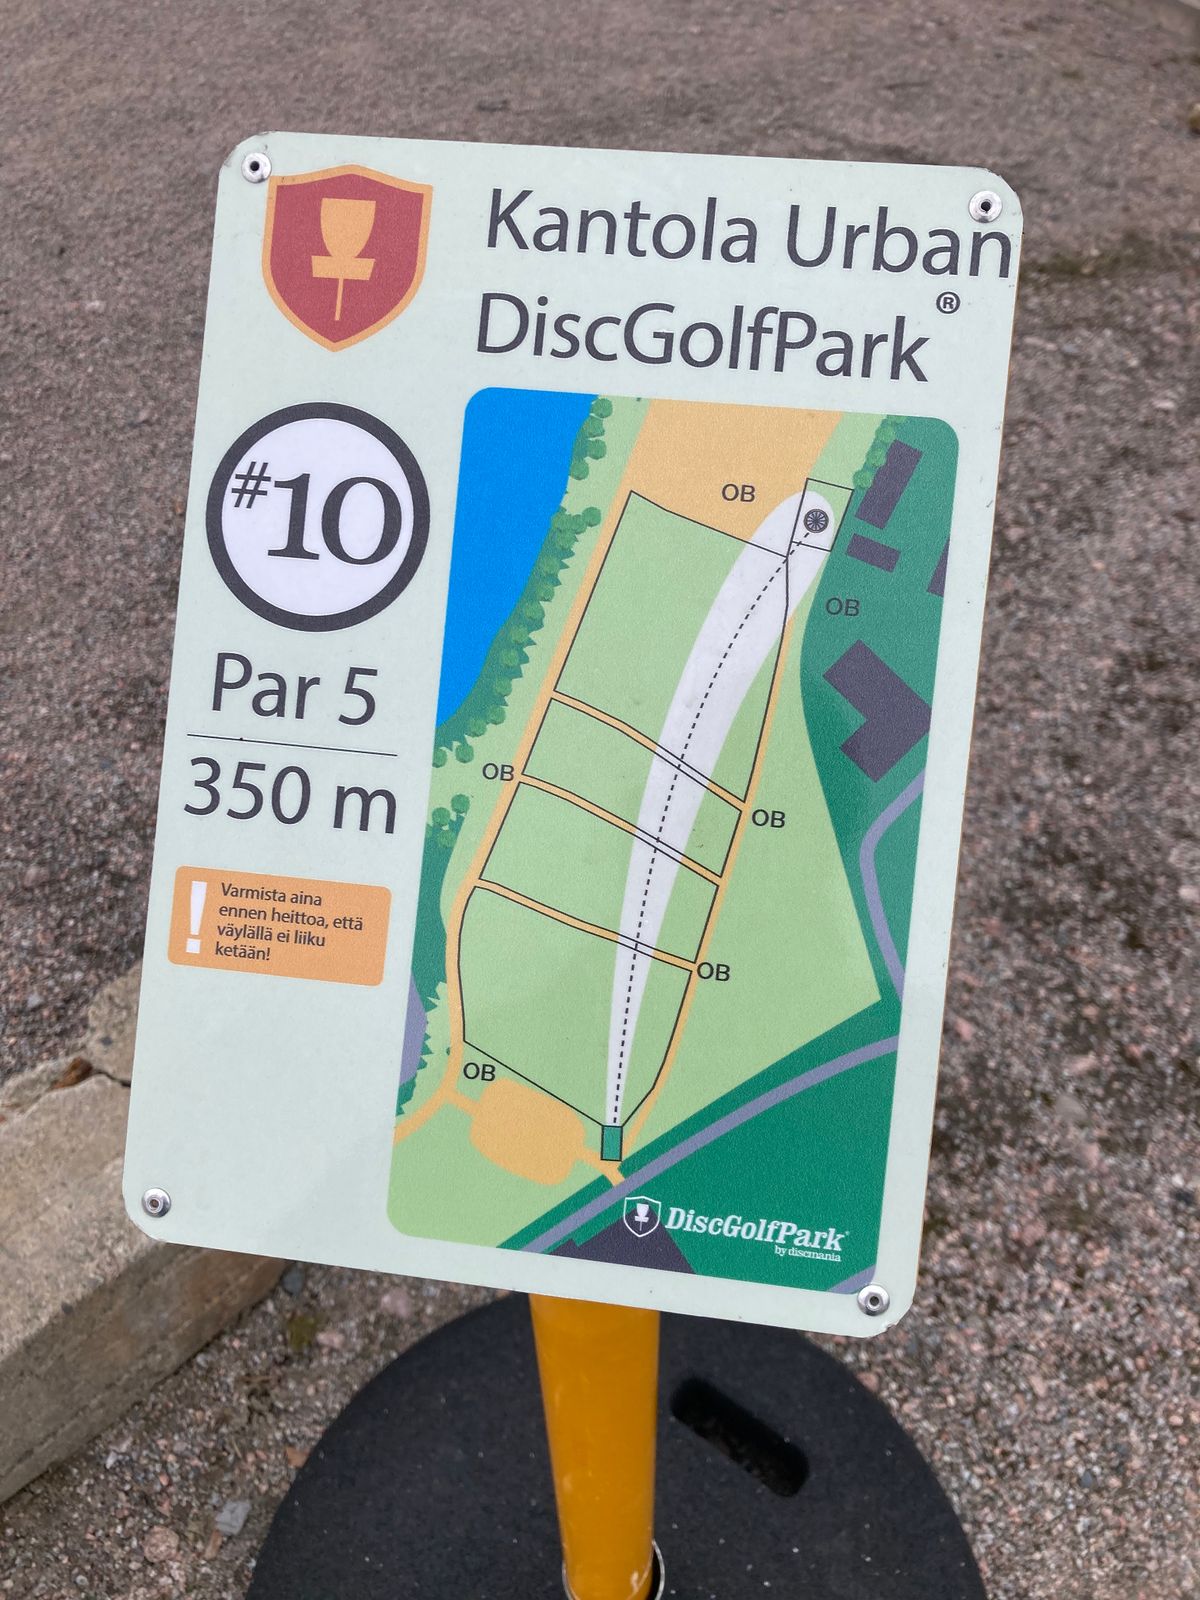 Kantola Urban
DiscGolfPark®
#10
Par 5
350 m
! Varmista aina
ennen heittoa, että
väylällä ei liiku
ketään!
OB
OB
OB
OB
OB
OB
DiscGolfPark®
by discmania